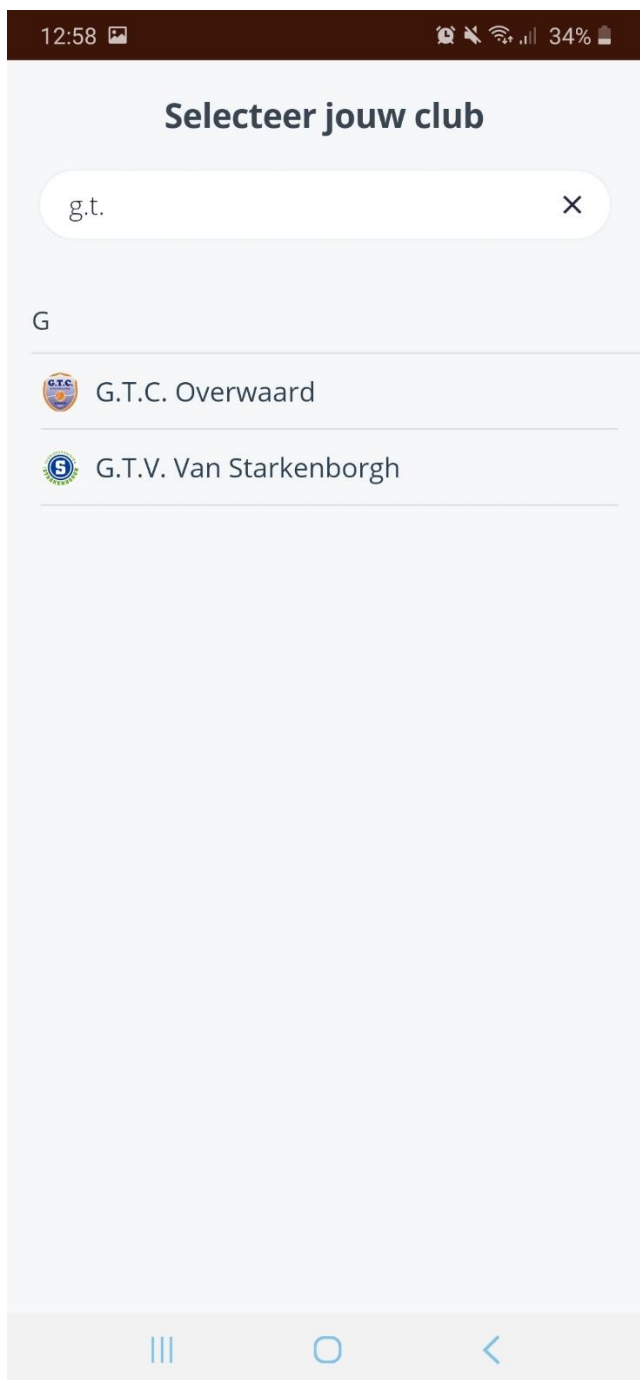 12:58
34%
Selecteer jouw club
g.t.
G
G.T.C.
G.T.C. Overwaard
S
G.T.V. Van Starkenborgh